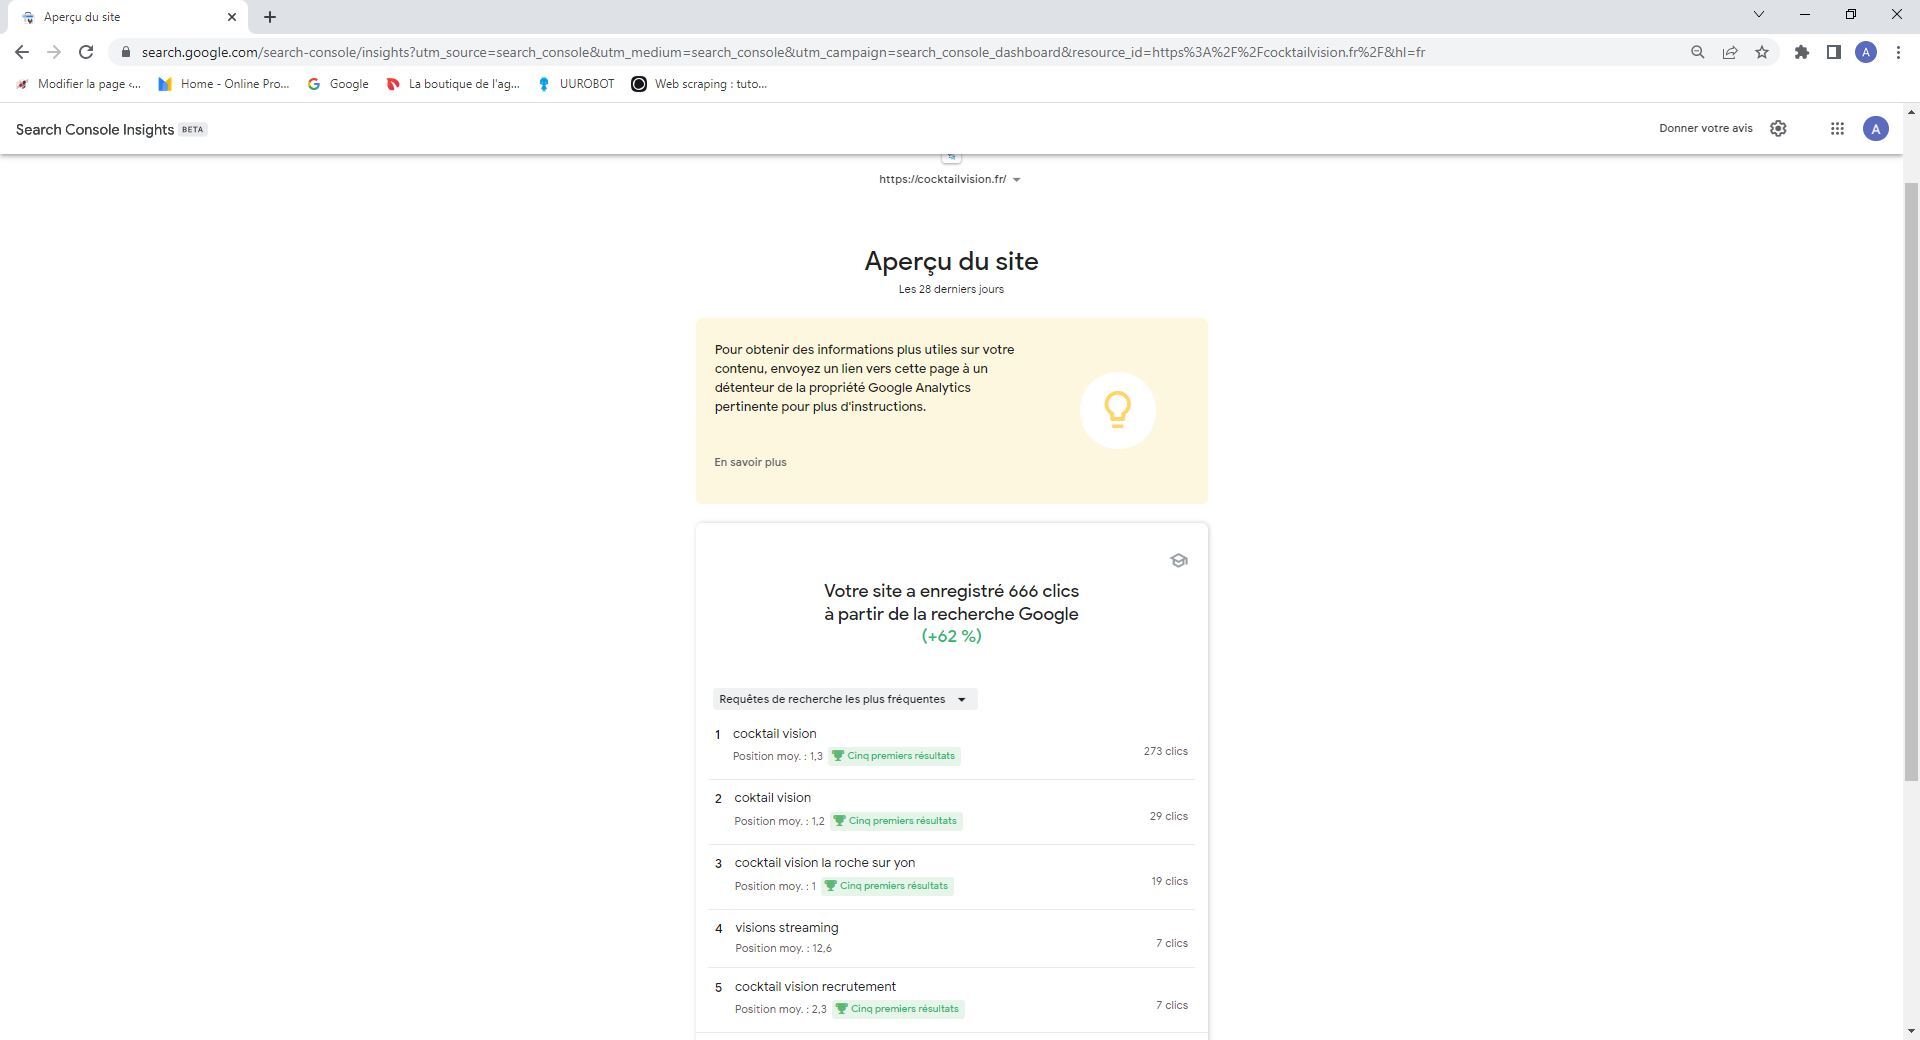 Aperçu du site
search.google.com/search-console/insights?utm_source=search_console&utm_medium=search_console&utm_campaign=search_console_dashboard&resource_id=https%3A%2F%2Fcocktailvision.fr%2F&hl=fr
A
Modifier la page ‹...
Home - Online Pro...
Google
La boutique de l'ag...
UUROBOT
Web scraping : tuto...
Search Console Insights BETA
Donner votre avis
A
https://cocktailvision.fr/
Aperçu du site
Les 28 derniers jours
Pour obtenir des informations plus utiles sur votre
contenu, envoyez un lien vers cette page à un
détenteur de la propriété Google Analytics
pertinente pour plus d'instructions.
En savoir plus
Votre site a enregistré 666 clics
à partir de la recherche Google
(+62 %)
Requêtes de recherche les plus fréquentes
1 cocktail vision
Position moy. : 1,3 Cinq premiers résultats
273 clics
2 coktail vision
Position moy. : 1,2 Cinq premiers résultats
29 clics
3 cocktail vision la roche sur yon
Position moy. : 1 Cinq premiers résultats
19 clics
4 visions streaming
Position moy. : 12,6
7 clics
5 cocktail vision recrutement
Position moy. : 2,3 Cinq premiers résultats
7 clics